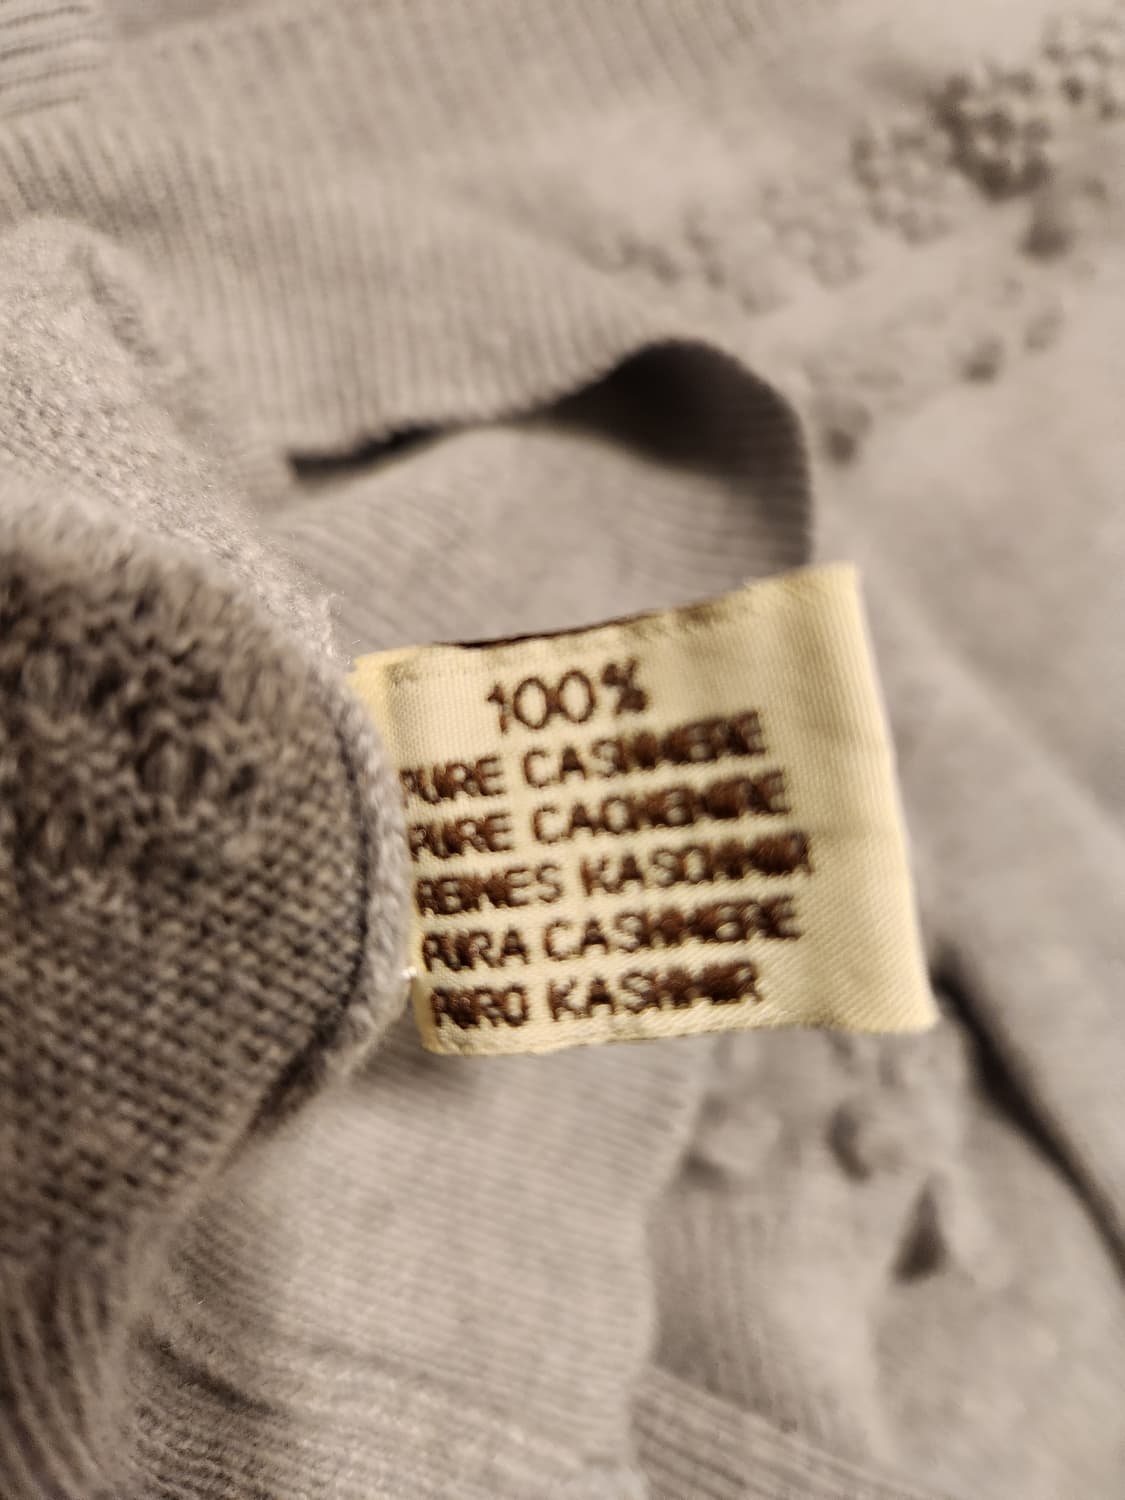 100%
PURE CASHMERE
PURE CACHEMIRE
REINES KASCHMIR
PURA CASHMERE
PURO KASHMIR